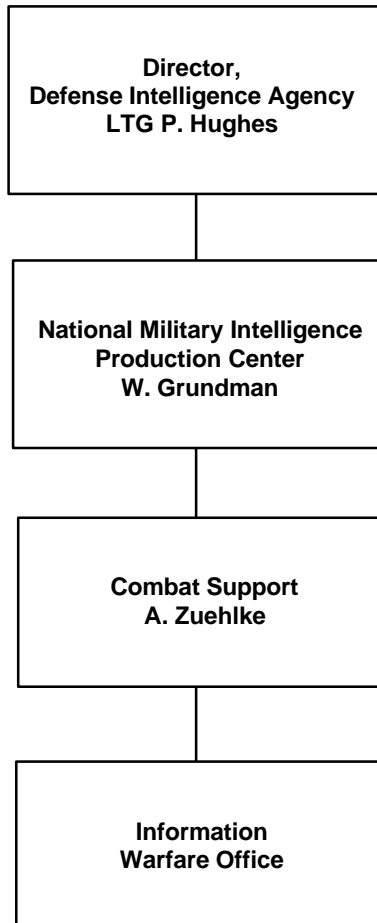 Director,
Defense Intelligence Agency
LTG P. Hughes
National Military Intelligence
Production Center
W. Grundman
Combat Support
A. Zuehlke
Information
Warfare Office